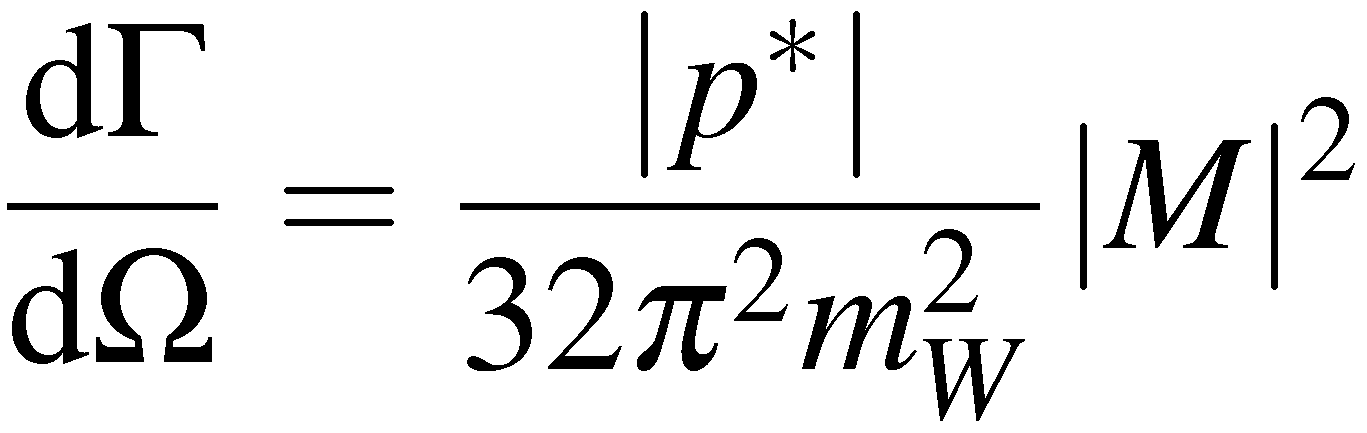 dΓ/dΩ = |p*|/(32π²m_W²) |M|²